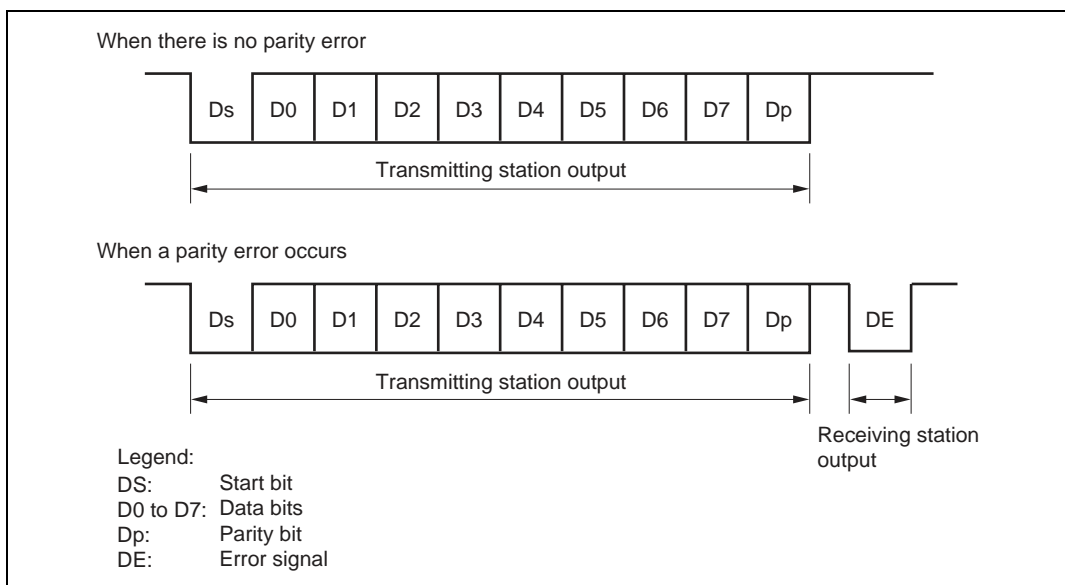 When there is no parity error
Ds D0 D1 D2 D3 D4 D5 D6 D7 Dp
Transmitting station output
When a parity error occurs
Ds D0 D1 D2 D3 D4 D5 D6 D7 Dp DE
Transmitting station output
Receiving station
output
Legend:
DS: Start bit
D0 to D7: Data bits
Dp: Parity bit
DE: Error signal